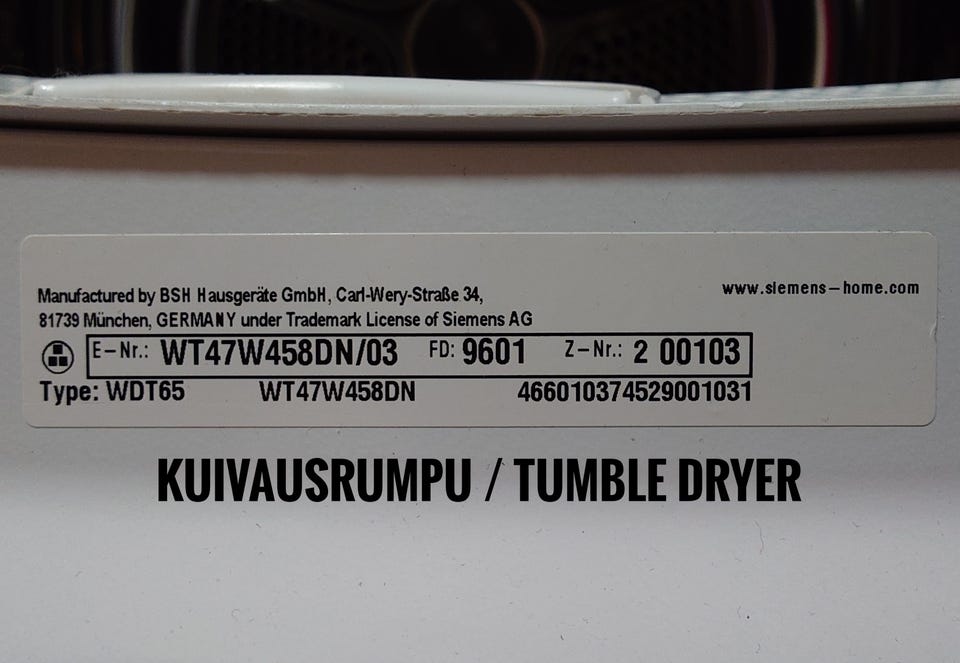 Manufactured by BSH Hausgeräte GmbH, Carl-Wery-Straße 34,
www.siemens-home.com
81739 München, GERMANY under Trademark License of Siemens AG
E-Nr.: WT47W458DN/03 FD: 9601 Z-Nr.: 2 00103
Type: WDT65 WT47W458DN 466010374529001031
KUIVAUSRUMPU / TUMBLE DRYER